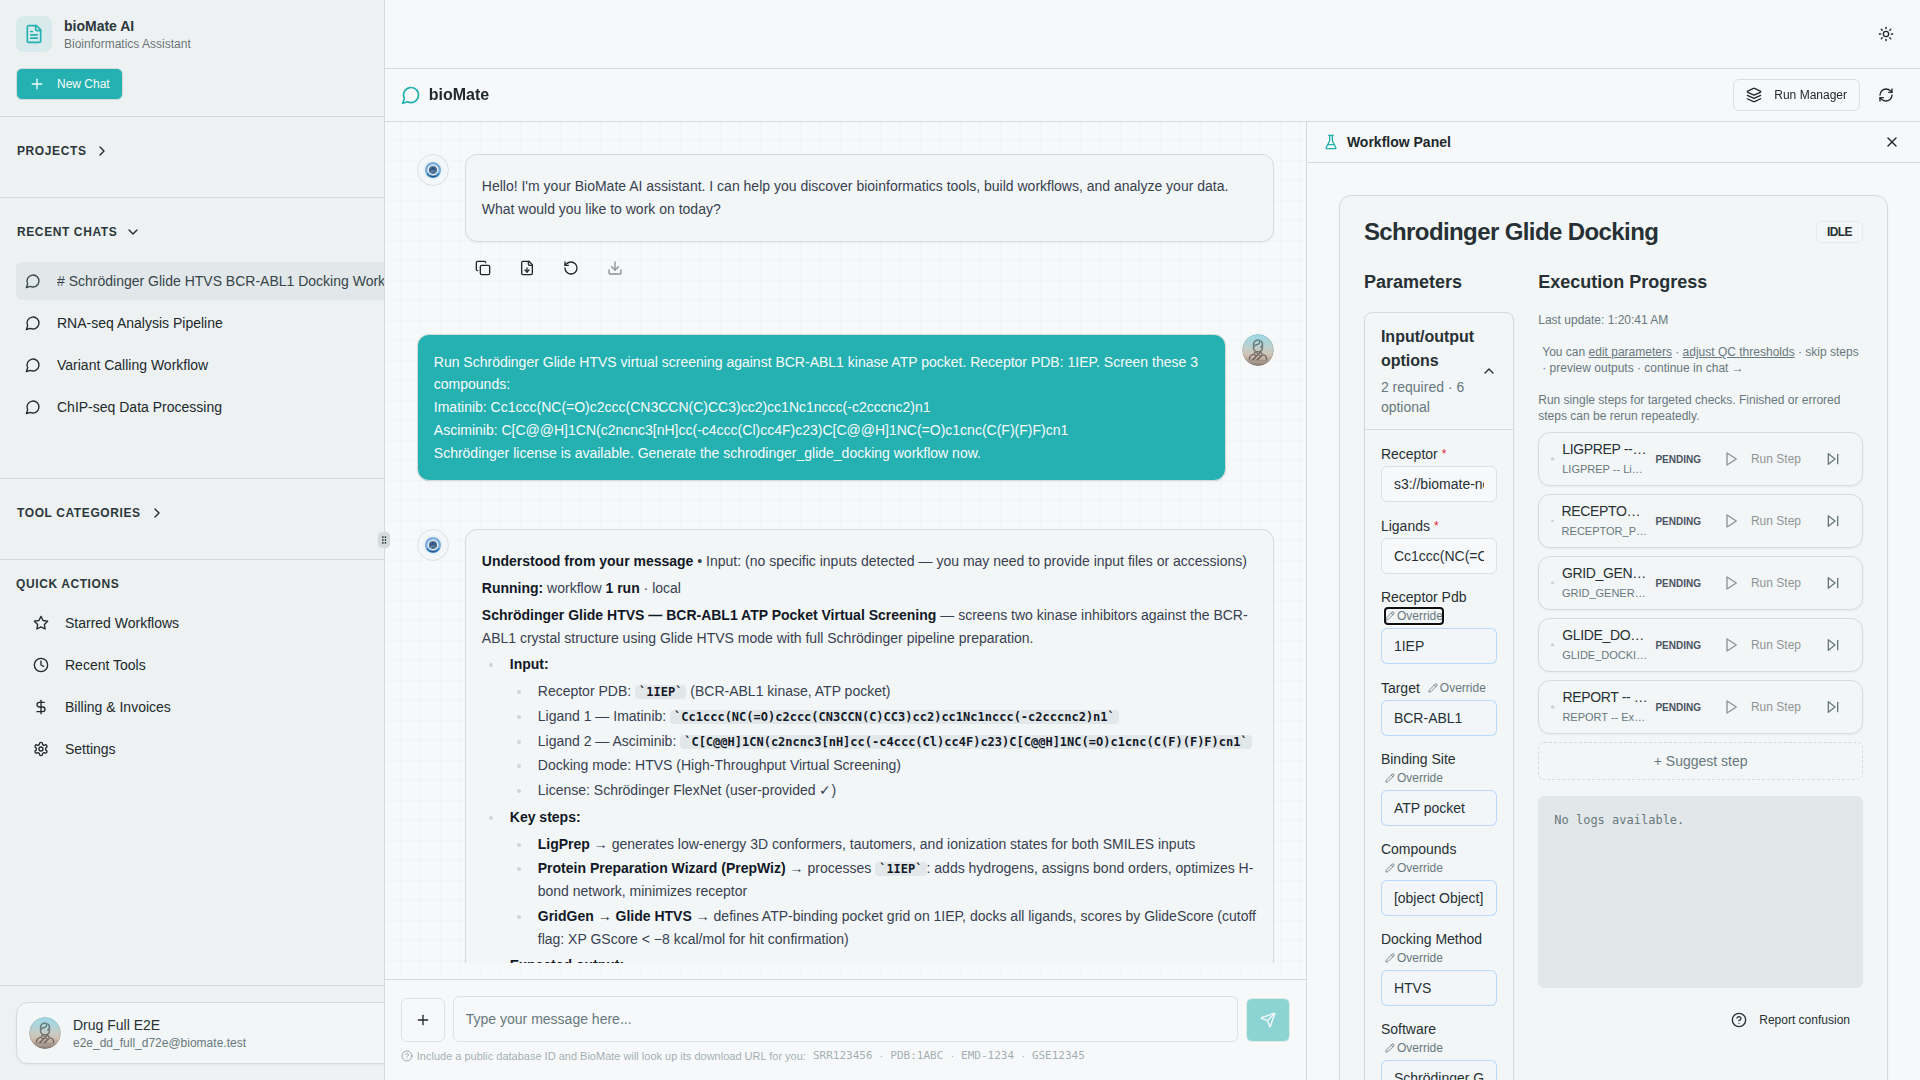 bioMate AI
Bioinformatics Assistant
New Chat
PROJECTS
RECENT CHATS
# Schrödinger Glide HTVS BCR-ABL1 Docking Work
RNA-seq Analysis Pipeline
Variant Calling Workflow
ChIP-seq Data Processing
TOOL CATEGORIES
QUICK ACTIONS
Starred Workflows
Recent Tools
Billing & Invoices
Settings
Drug Full E2E
e2e_dd_full_d72e@biomate.test
bioMate
Run Manager
Hello! I'm your BioMate AI assistant. I can help you discover bioinformatics tools, build workflows, and analyze your data.
What would you like to work on today?
Run Schrödinger Glide HTVS virtual screening against BCR-ABL1 kinase ATP pocket. Receptor PDB: 1IEP. Screen these 3
compounds:
Imatinib: Cc1ccc(NC(=O)c2ccc(CN3CCN(C)CC3)cc2)cc1Nc1nccc(-c2cccnc2)n1
Asciminib: C[C@@H]1CN(c2ncnc3[nH]cc(-c4ccc(Cl)cc4F)c23)C[C@@H]1NC(=O)c1cnc(C(F)(F)F)cn1
Schrödinger license is available. Generate the schrodinger_glide_docking workflow now.
Understood from your message • Input: (no specific inputs detected — you may need to provide input files or accessions)
Running: workflow 1 run · local
Schrödinger Glide HTVS — BCR-ABL1 ATP Pocket Virtual Screening — screens two kinase inhibitors against the BCR-
ABL1 crystal structure using Glide HTVS mode with full Schrödinger pipeline preparation.
Input:
Receptor PDB: `1IEP` (BCR-ABL1 kinase, ATP pocket)
Ligand 1 — Imatinib: `Cc1ccc(NC(=O)c2ccc(CN3CCN(C)CC3)cc2)cc1Nc1nccc(-c2cccnc2)n1`
Ligand 2 — Asciminib: `C[C@@H]1CN(c2ncnc3[nH]cc(-c4ccc(Cl)cc4F)c23)C[C@@H]1NC(=O)c1cnc(C(F)(F)F)cn1`
Docking mode: HTVS (High-Throughput Virtual Screening)
License: Schrödinger FlexNet (user-provided ✓)
Key steps:
LigPrep → generates low-energy 3D conformers, tautomers, and ionization states for both SMILES inputs
Protein Preparation Wizard (PrepWiz) → processes `1IEP`: adds hydrogens, assigns bond orders, optimizes H-
bond network, minimizes receptor
GridGen → Glide HTVS → defines ATP-binding pocket grid on 1IEP, docks all ligands, scores by GlideScore (cutoff
flag: XP GScore < −8 kcal/mol for hit confirmation)
Expected output:
Type your message here...
Include a public database ID and BioMate will look up its download URL for you: SRR123456 · PDB:1ABC · EMD-1234 · GSE12345
Workflow Panel
Schrodinger Glide Docking
IDLE
Parameters
Input/output
options
2 required · 6
optional
Receptor *
s3://biomate-n
Ligands *
Cc1ccc(NC(=C
Receptor Pdb
Override
1IEP
Target Override
BCR-ABL1
Binding Site
Override
ATP pocket
Compounds
Override
[object Object]
Docking Method
Override
HTVS
Software
Override
Schrödinger G
Execution Progress
Last update: 1:20:41 AM
You can edit parameters · adjust QC thresholds · skip steps
· preview outputs · continue in chat →
Run single steps for targeted checks. Finished or errored
steps can be rerun repeatedly.
LIGPREP --…
LIGPREP -- Li…
PENDING
Run Step
RECEPTO…
RECEPTOR_P…
PENDING
Run Step
GRID_GEN…
GRID_GENER…
PENDING
Run Step
GLIDE_DO…
GLIDE_DOCKI…
PENDING
Run Step
REPORT -- …
REPORT -- Ex…
PENDING
Run Step
+ Suggest step
No logs available.
Report confusion